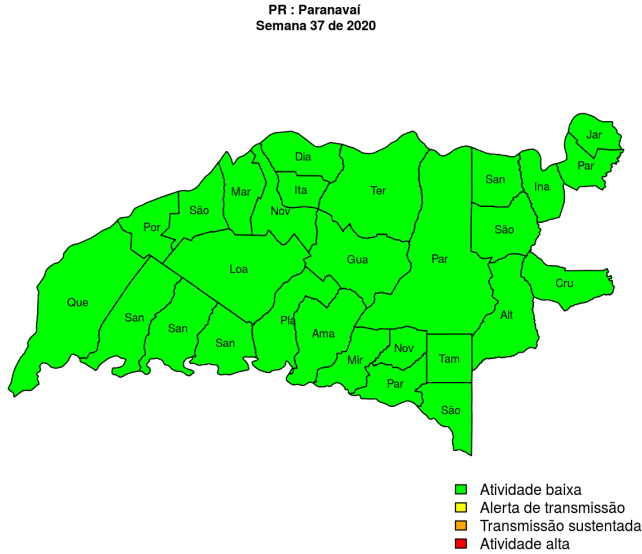 PR : Paranavaí
Semana 37 de 2020
Jar
Par
Dia
San
Ina
Mar
Ita
Ter
São
Nov
Por
São
Gua
Par
Loa
Cru
Que
San
San
San
Pla
Ama
Alt
Mir
Nov
Tam
Par
São
Atividade baixa
Alerta de transmissão
Transmissão sustentada
Atividade alta